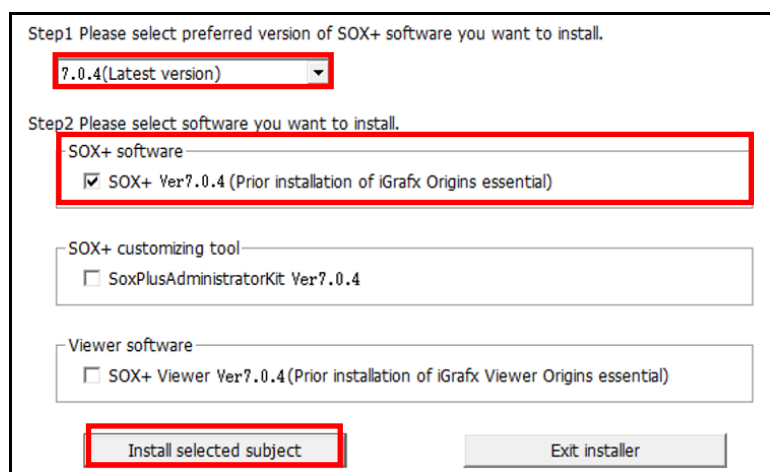 Step1 Please select preferred version of SOX+ software you want to install.
7.0.4(Latest version)
Step2 Please select software you want to install.
SOX+ software
SOX+ Ver7.0.4 (Prior installation of iGrafx Origins essential)
SOX+ customizing tool
SoxPlusAdministratorKit Ver7.0.4
Viewer software
SOX+ Viewer Ver7.0.4(Prior installation of iGrafx Viewer Origins essential)
Install selected subject Exit installer